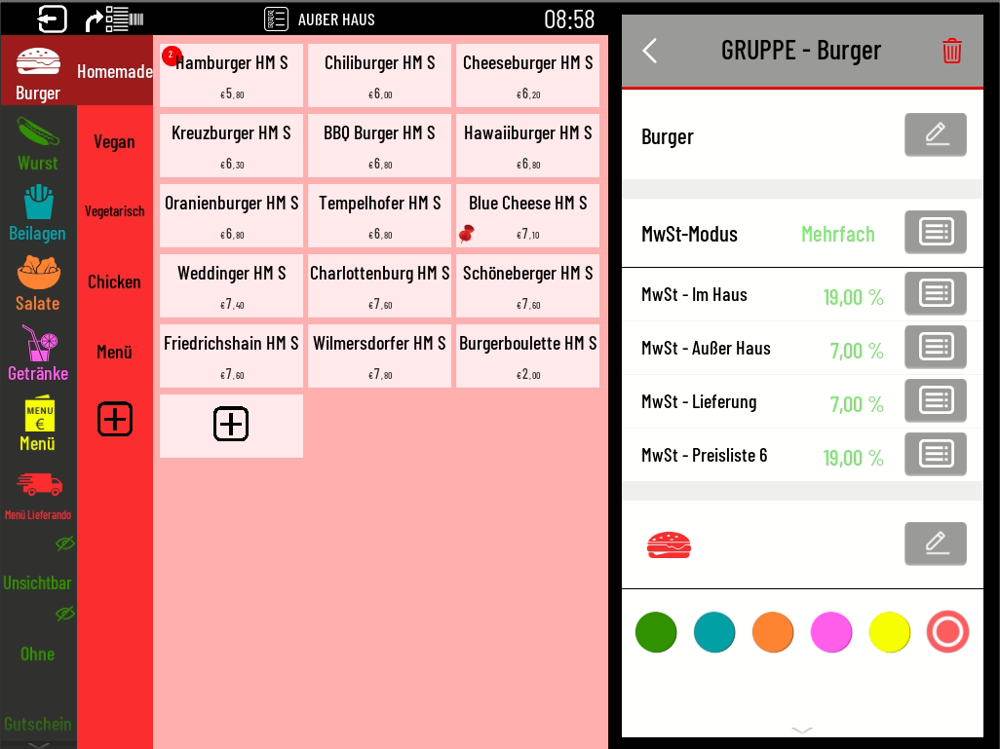 AUßER HAUS
08:58
Burger
Wurst
Beilagen
Salate
Getränke
MENU
€
Menü
Menü Lieferando
Unsichtbar
Ohne
Gutschein
Homemade
Vegan
Vegetarisch
Chicken
Menü
2
Hamburger HM S
€5,80
Chiliburger HM S
€6,00
Cheeseburger HM S
€6,20
Kreuzburger HM S
€6,30
BBQ Burger HM S
€6,80
Hawaiiburger HM S
€6,80
Oranienburger HM S
€6,80
Tempelhofer HM S
€6,80
Blue Cheese HM S
€7,10
Weddinger HM S
€7,40
Charlottenburg HM S
€7,60
Schöneberger HM S
€7,60
Friedrichshain HM S
€7,60
Wilmersdorfer HM S
€7,80
Burgerboulette HM S
€2,00
GRUPPE - Burger
Burger
MwSt-Modus Mehrfach
MwSt - Im Haus 19,00 %
MwSt - Außer Haus 7,00 %
MwSt - Lieferung 7,00 %
MwSt - Preisliste 6 19,00 %